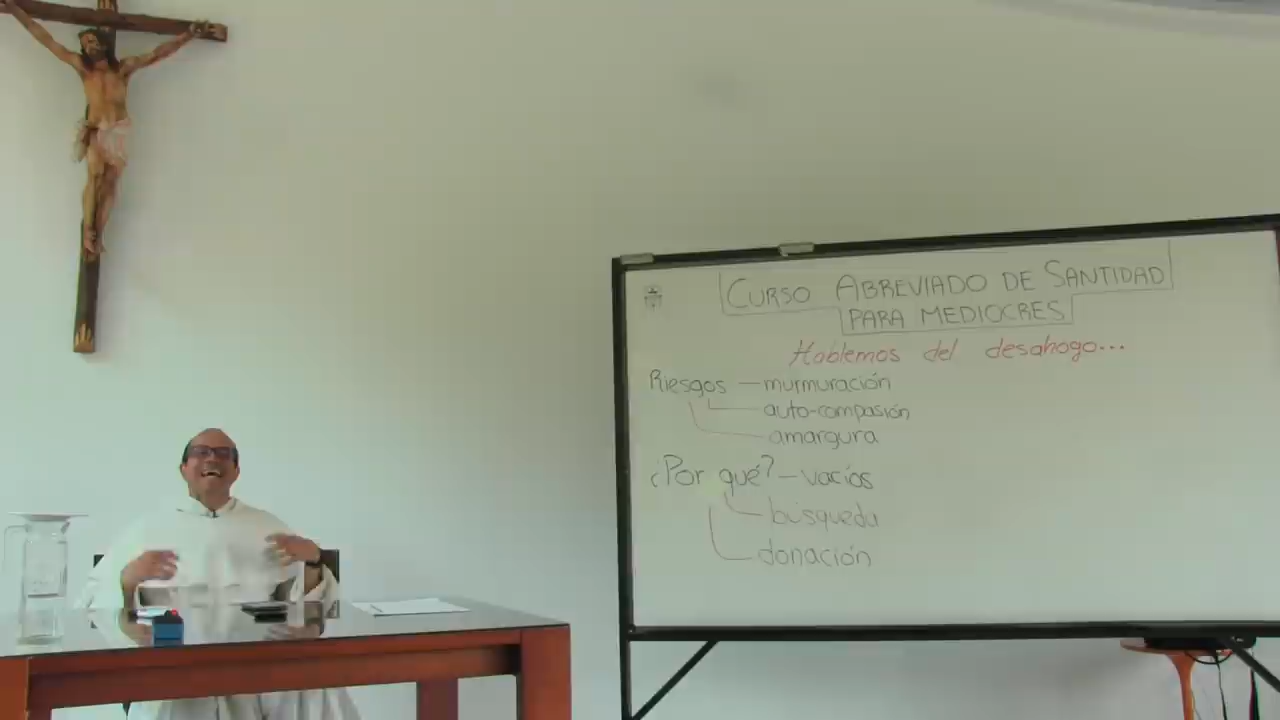 CURSO ABREVIADO DE SANTIDAD
PARA MEDIOCRES
Hablemos del desahogo...
Riesgos — murmuración
auto-compasión
amargura
¿Por qué? — vacíos
búsqueda
donación